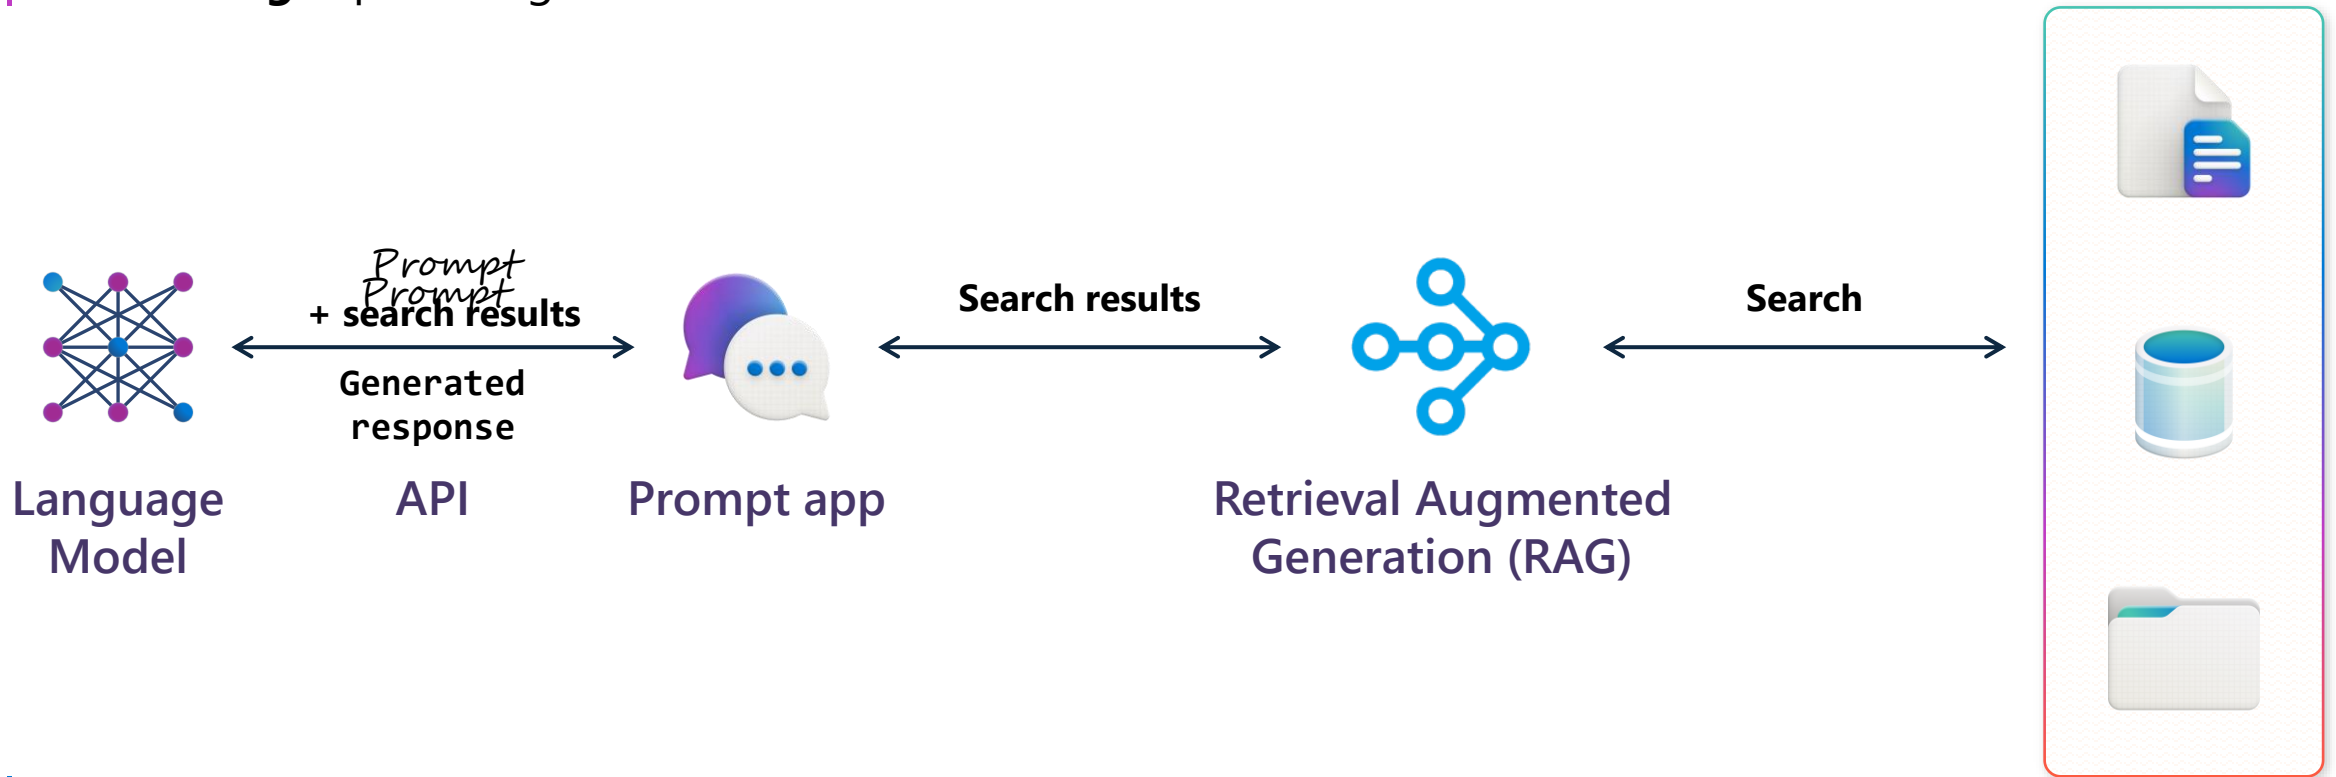 Prompt
Prompt
+ search results
Generated
response
Search results
Search
Language
Model
API
Prompt app
Retrieval Augmented
Generation (RAG)